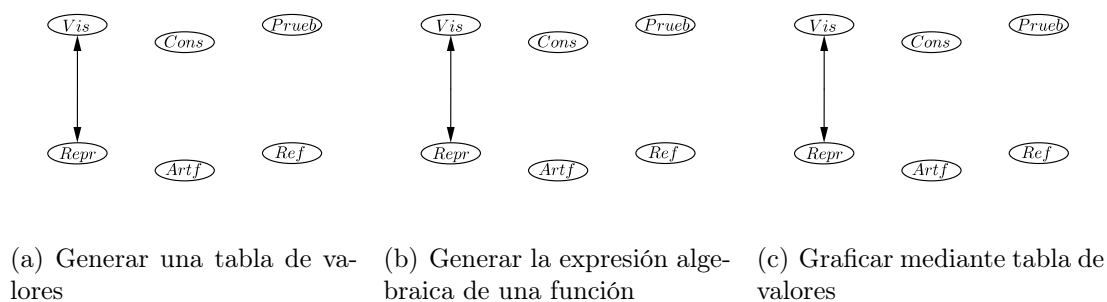 Vis Cons Prueb
Repr Artf Ref
Vis Cons Prueb
Repr Artf Ref
Vis Cons Prueb
Repr Artf Ref
(a) Generar una tabla de va-
lores
(b) Generar la expresión alge-
braica de una función
(c) Graficar mediante tabla de
valores